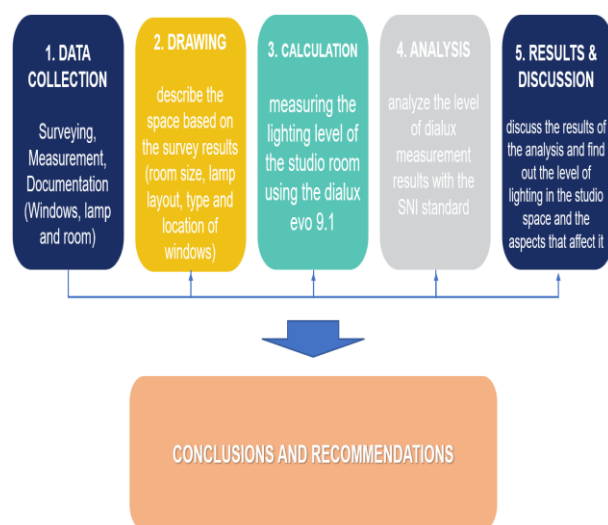 1. DATA
COLLECTION
Surveying,
Measurement,
Documentation
(Windows, lamp
and room)
2. DRAWING
describe the
space based on
the survey results
(room size, lamp
layout, type and
location of
windows)
3. CALCULATION
measuring the
lighting level of
the studio room
using the dialux
evo 9.1
4. ANALYSIS
analyze the level
of dialux
measurement
results with the
SNI standard
5. RESULTS &
DISCUSSION
discuss the results
of the analysis and find
out the level of
lighting in the studio
space and the
aspects that affect it
CONCLUSIONS AND RECOMMENDATIONS